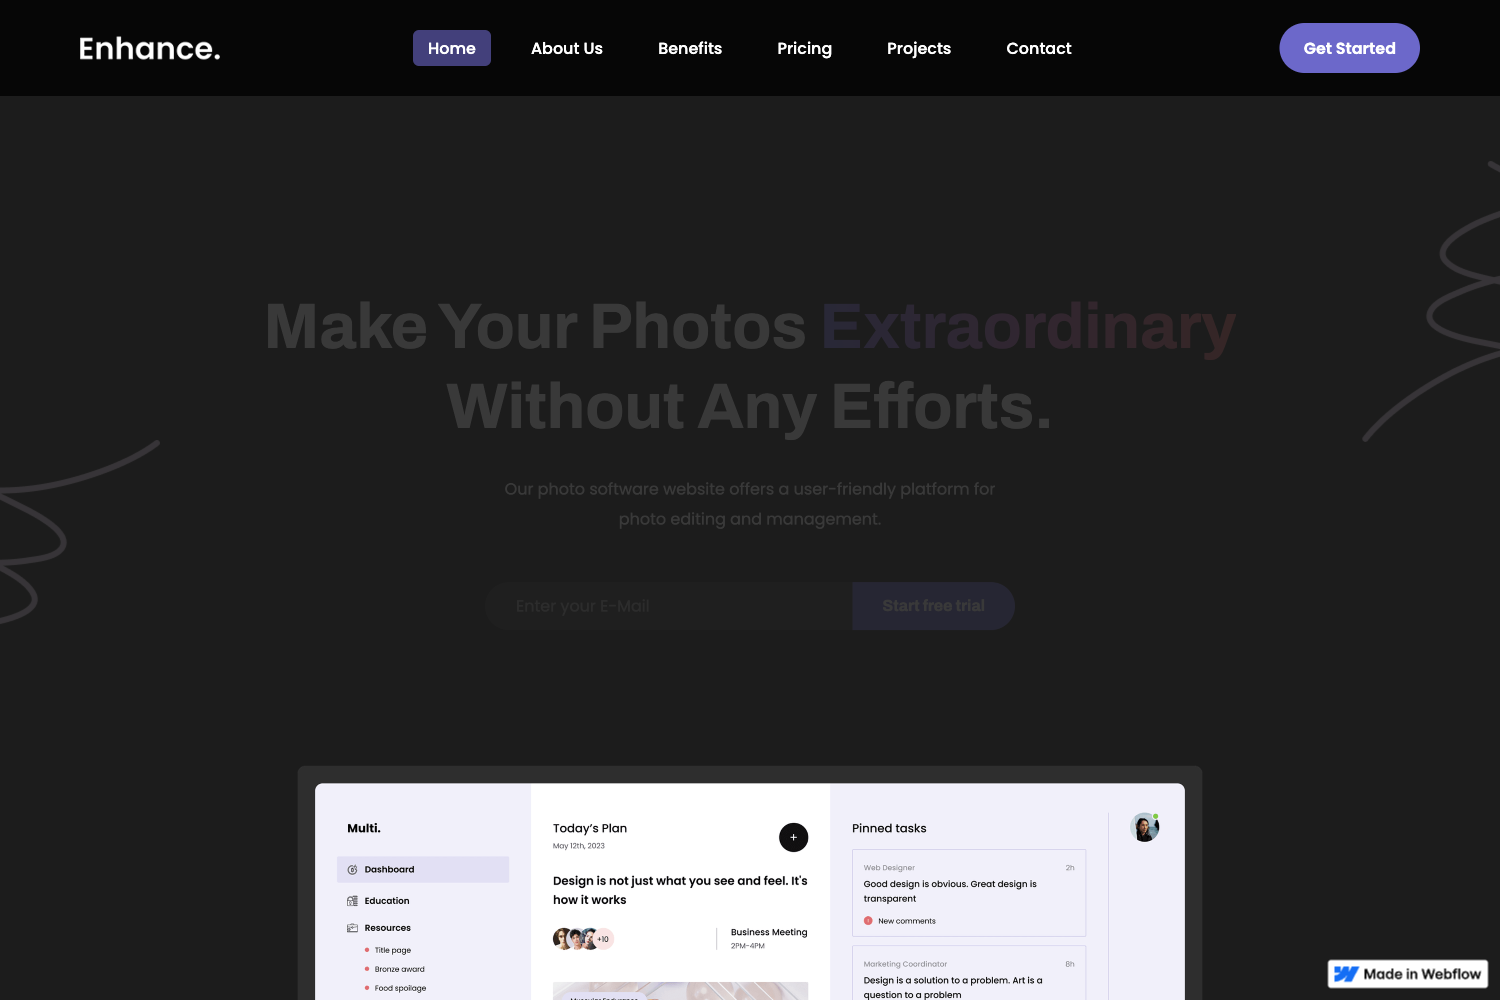 Enhance.
Home
About Us
Benefits
Pricing
Projects
Contact
Get Started
Make Your Photos Extraordinary
Without Any Efforts.
Our photo software website offers a user-friendly platform for
photo editing and management.
Enter your E-Mail
Start free trial
Multi.
Dashboard
Education
Resources
Title page
Bronze award
Food spoilage
Today's Plan
May 12th, 2023
+
Design is not just what you see and feel. It's
how it works
+10
Business Meeting
2PM-4PM
Muscular Endurance
Pinned tasks
Web Designer
2h
Good design is obvious. Great design is
transparent
New comments
Marketing Coordinator
8h
Design is a solution to a problem. Art is a
question to a problem
Made in Webflow